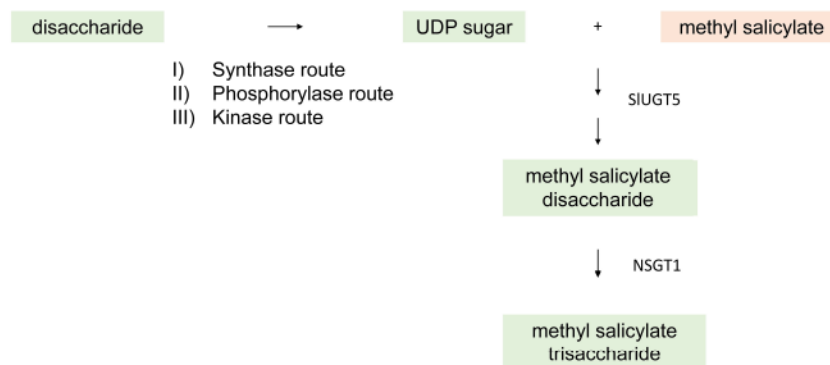 disaccharide → UDP sugar + methyl salicylate
I) Synthase route
II) Phosphorylase route
III) Kinase route
SlUGT5
methyl salicylate
disaccharide
NSGT1
methyl salicylate
trisaccharide